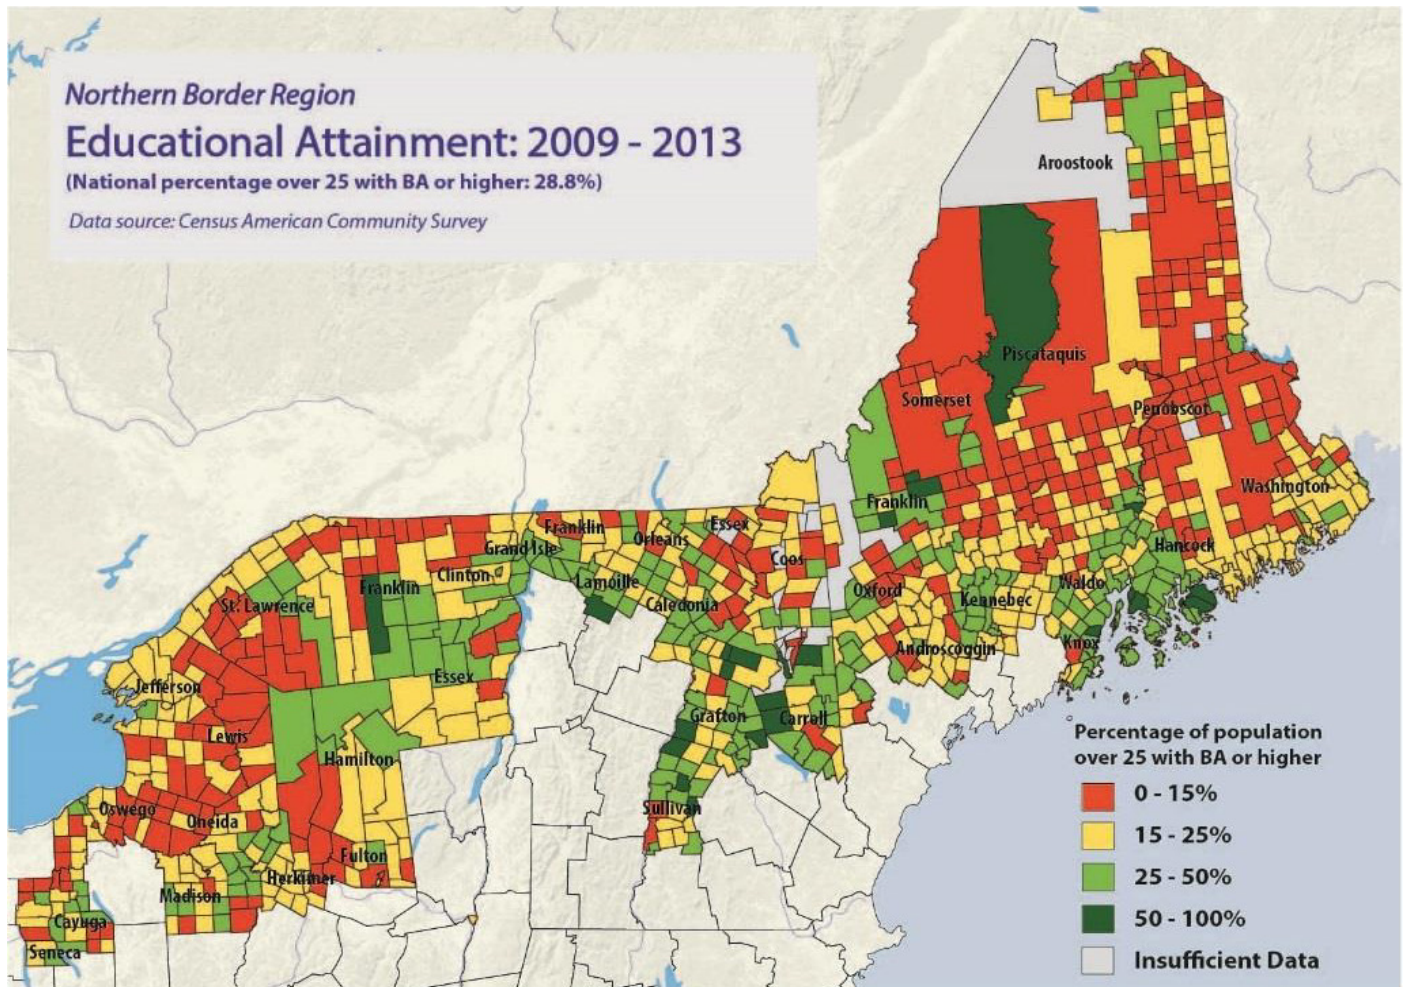 Northern Border Region
Educational Attainment: 2009 - 2013
(National percentage over 25 with BA or higher: 28.8%)
Data source: Census American Community Survey
Aroostook
Piscataquis
Somerset
Penobscot
Washington
Franklin
Hancock
Essex
Franklin
Orleans
Grand Isle
Coos
Clinton
Lamoille
Caledonia
Franklin
St. Lawrence
Oxford
Kennebec
Waldo
Androscoggin
Knox
Jefferson
Essex
Grafton
Carroll
Lewis
Hamilton
Oswego
Oneida
Sullivan
Fulton
Herkimer
Madison
Cayuga
Seneca
Percentage of population
over 25 with BA or higher
0 - 15%
15 - 25%
25 - 50%
50 - 100%
Insufficient Data